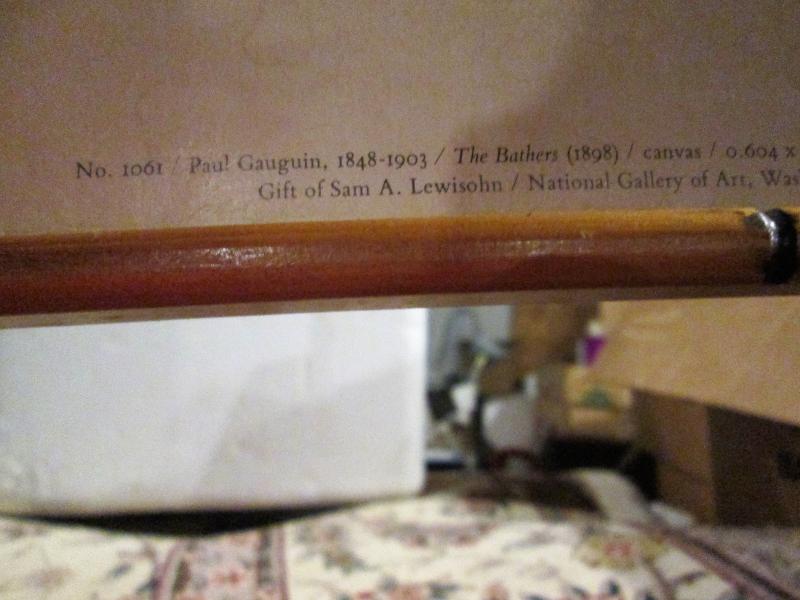 No. 1061 / Paul Gauguin, 1848-1903 / The Bathers (1898) / canvas / 0.604 x
Gift of Sam A. Lewisohn / National Gallery of Art, Was